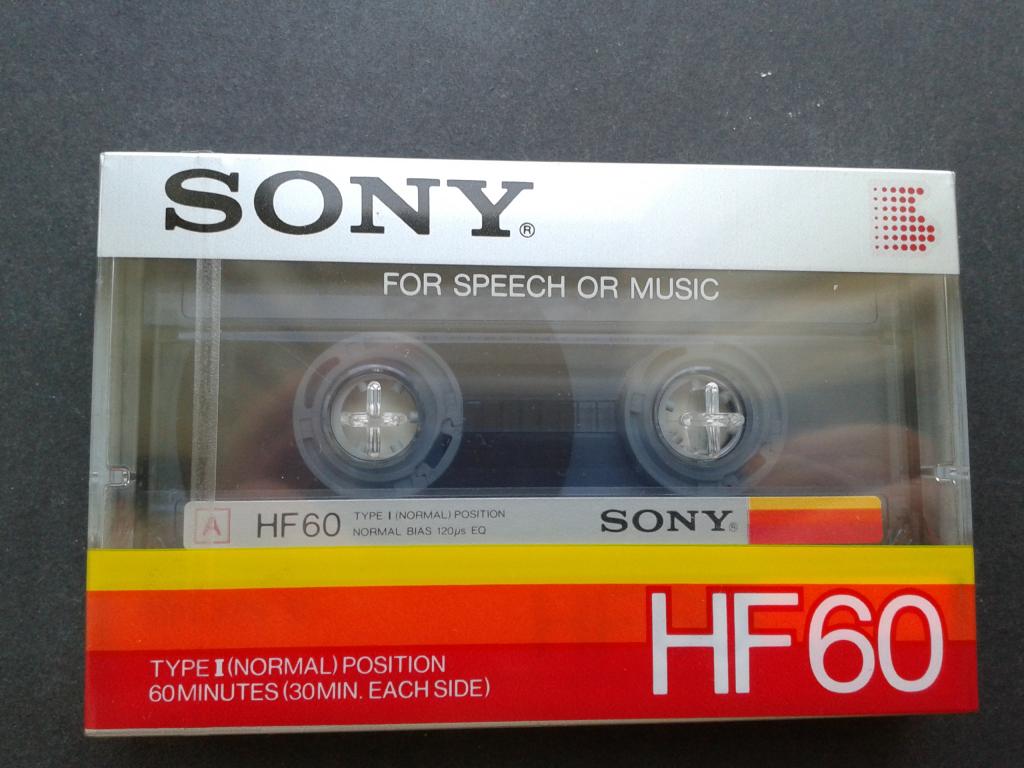 SONY®
FOR SPEECH OR MUSIC
A HF60 TYPE I (NORMAL) POSITION
NORMAL BIAS 120µs EQ
SONY®
HF60
TYPE I (NORMAL) POSITION
60 MINUTES (30 MIN. EACH SIDE)